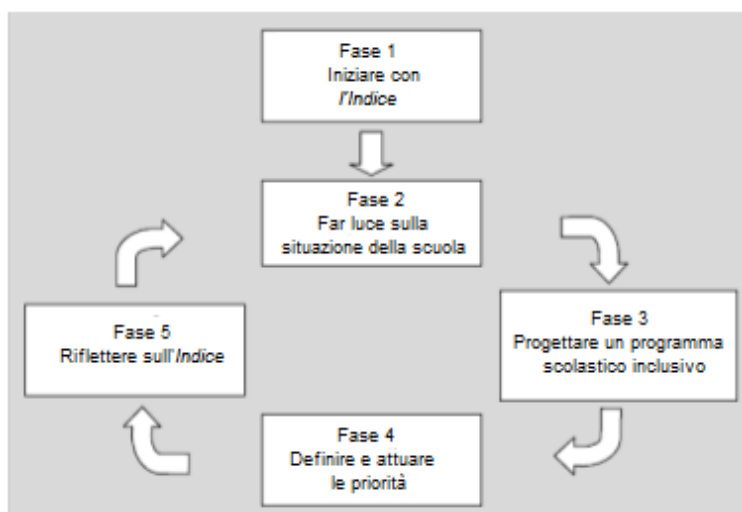 Fase 1
Iniziare con
l'Indice
Fase 2
Far luce sulla
situazione della scuola
Fase 3
Progettare un programma
scolastico inclusivo
Fase 4
Definire e attuare
le priorità
Fase 5
Riflettere sull'Indice